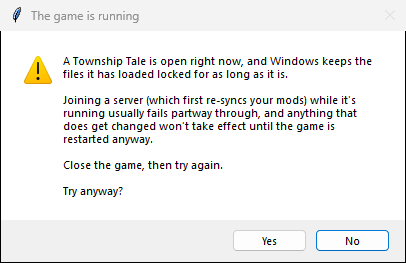 The game is running
A Township Tale is open right now, and Windows keeps the
files it has loaded locked for as long as it is.
Joining a server (which first re-syncs your mods) while it's
running usually fails partway through, and anything that
does get changed won't take effect until the game is
restarted anyway.
Close the game, then try again.
Try anyway?
Yes
No